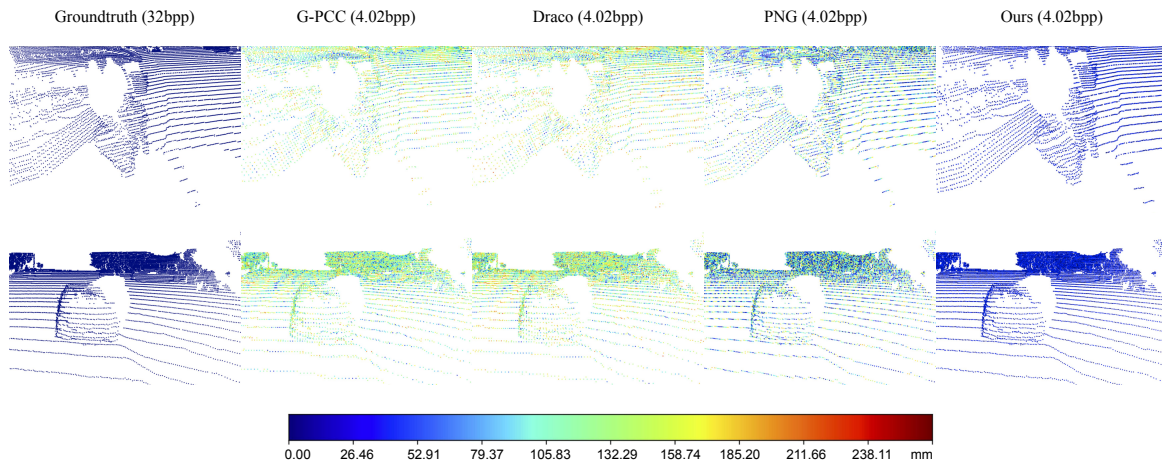 Groundtruth (32bpp) G-PCC (4.02bpp) Draco (4.02bpp) PNG (4.02bpp) Ours (4.02bpp)
0.00 26.46 52.91 79.37 105.83 132.29 158.74 185.20 211.66 238.11 mm